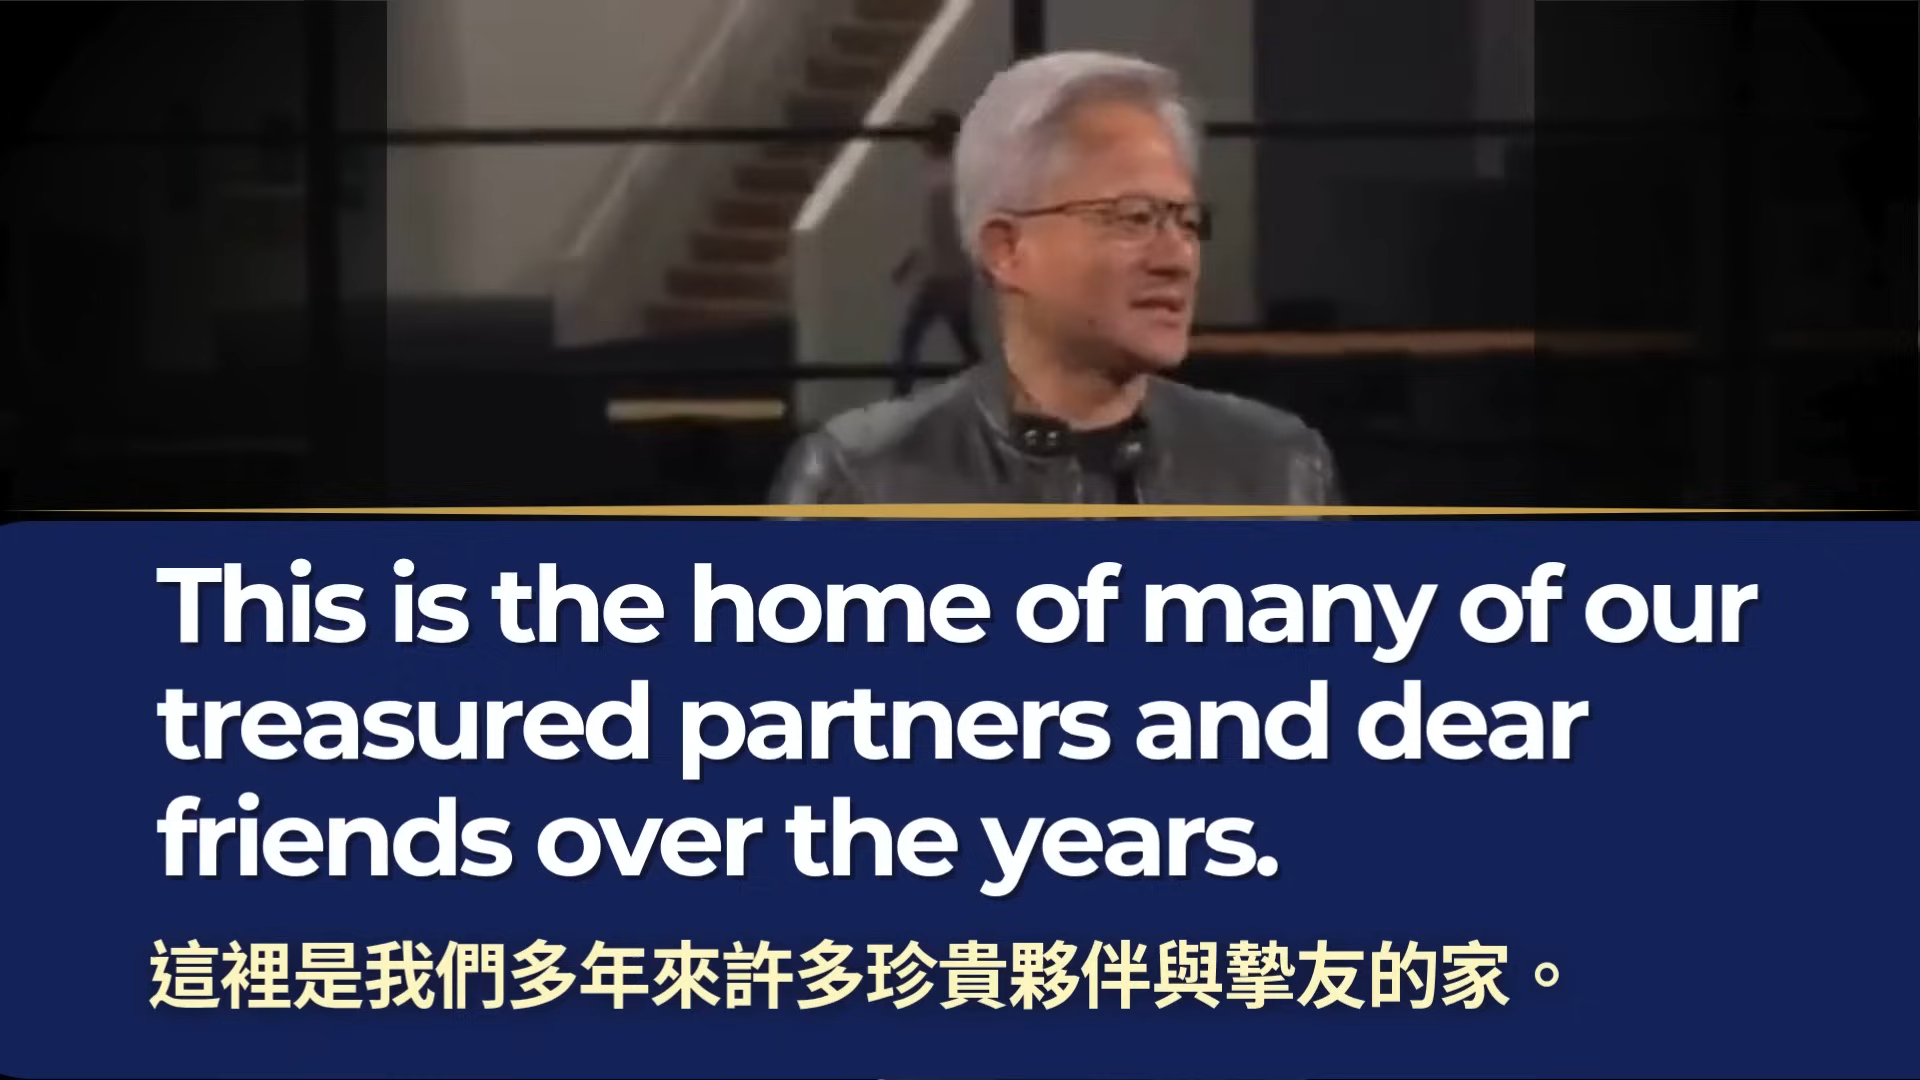 This is the home of many of our
treasured partners and dear
friends over the years.
這裡是我們多年來許多珍貴夥伴與摯友的家。